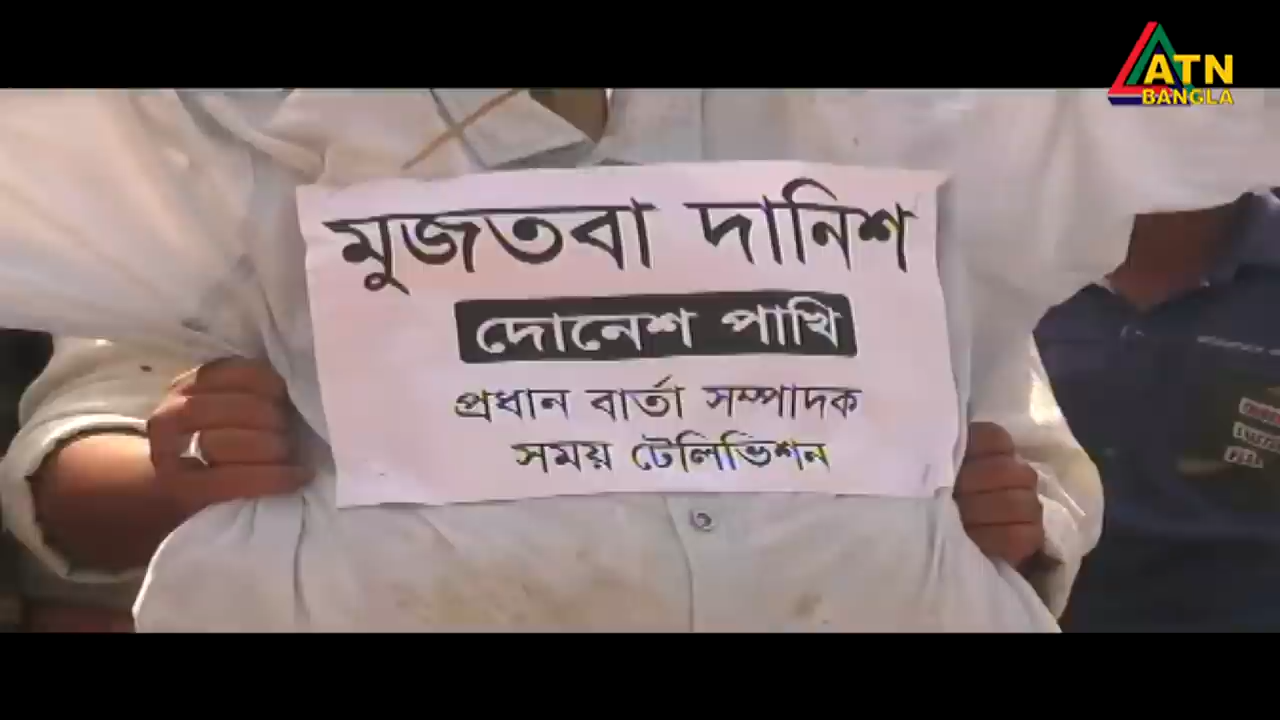 ATN
BANGLA
মুজতবা দানিশ
দোনেশ পাখি
প্রধান বার্তা সম্পাদক
সময় টেলিভিশন